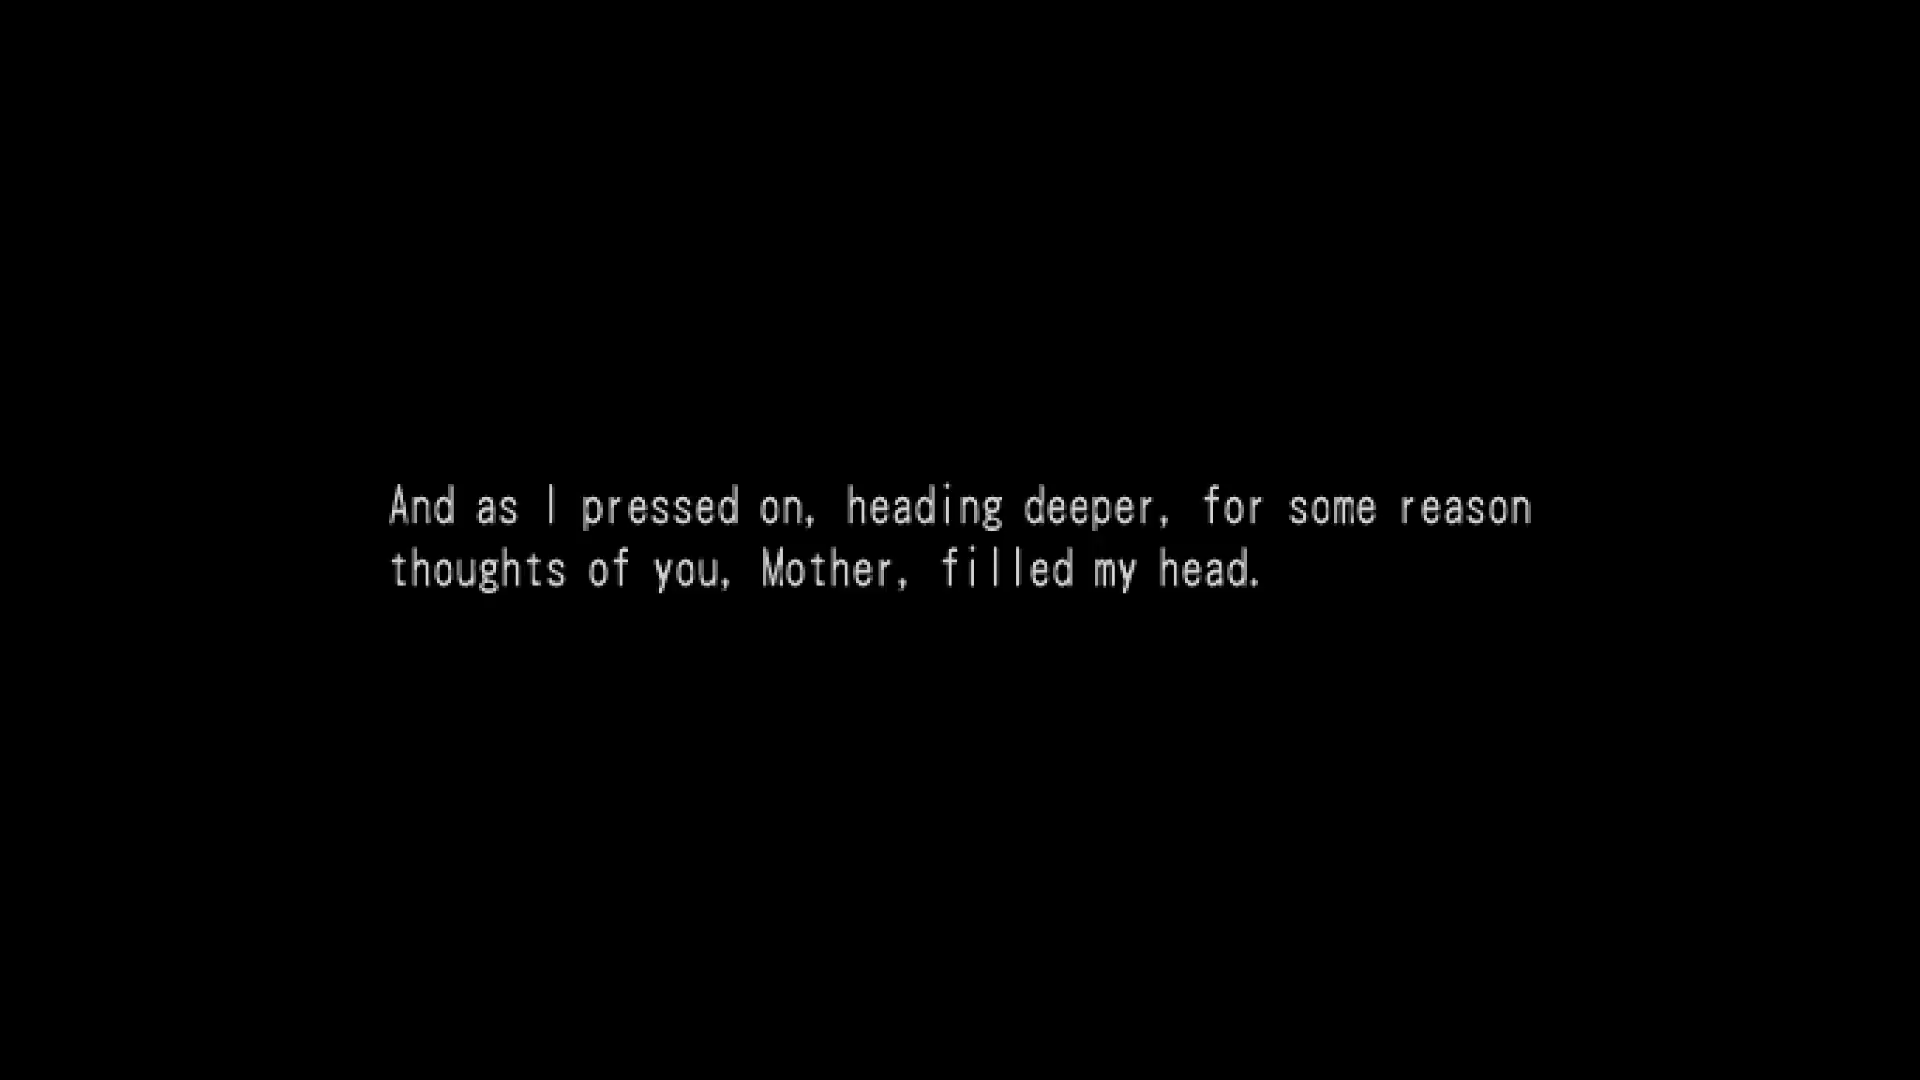 And as I pressed on, heading deeper, for some reason
thoughts of you, Mother, filled my head.